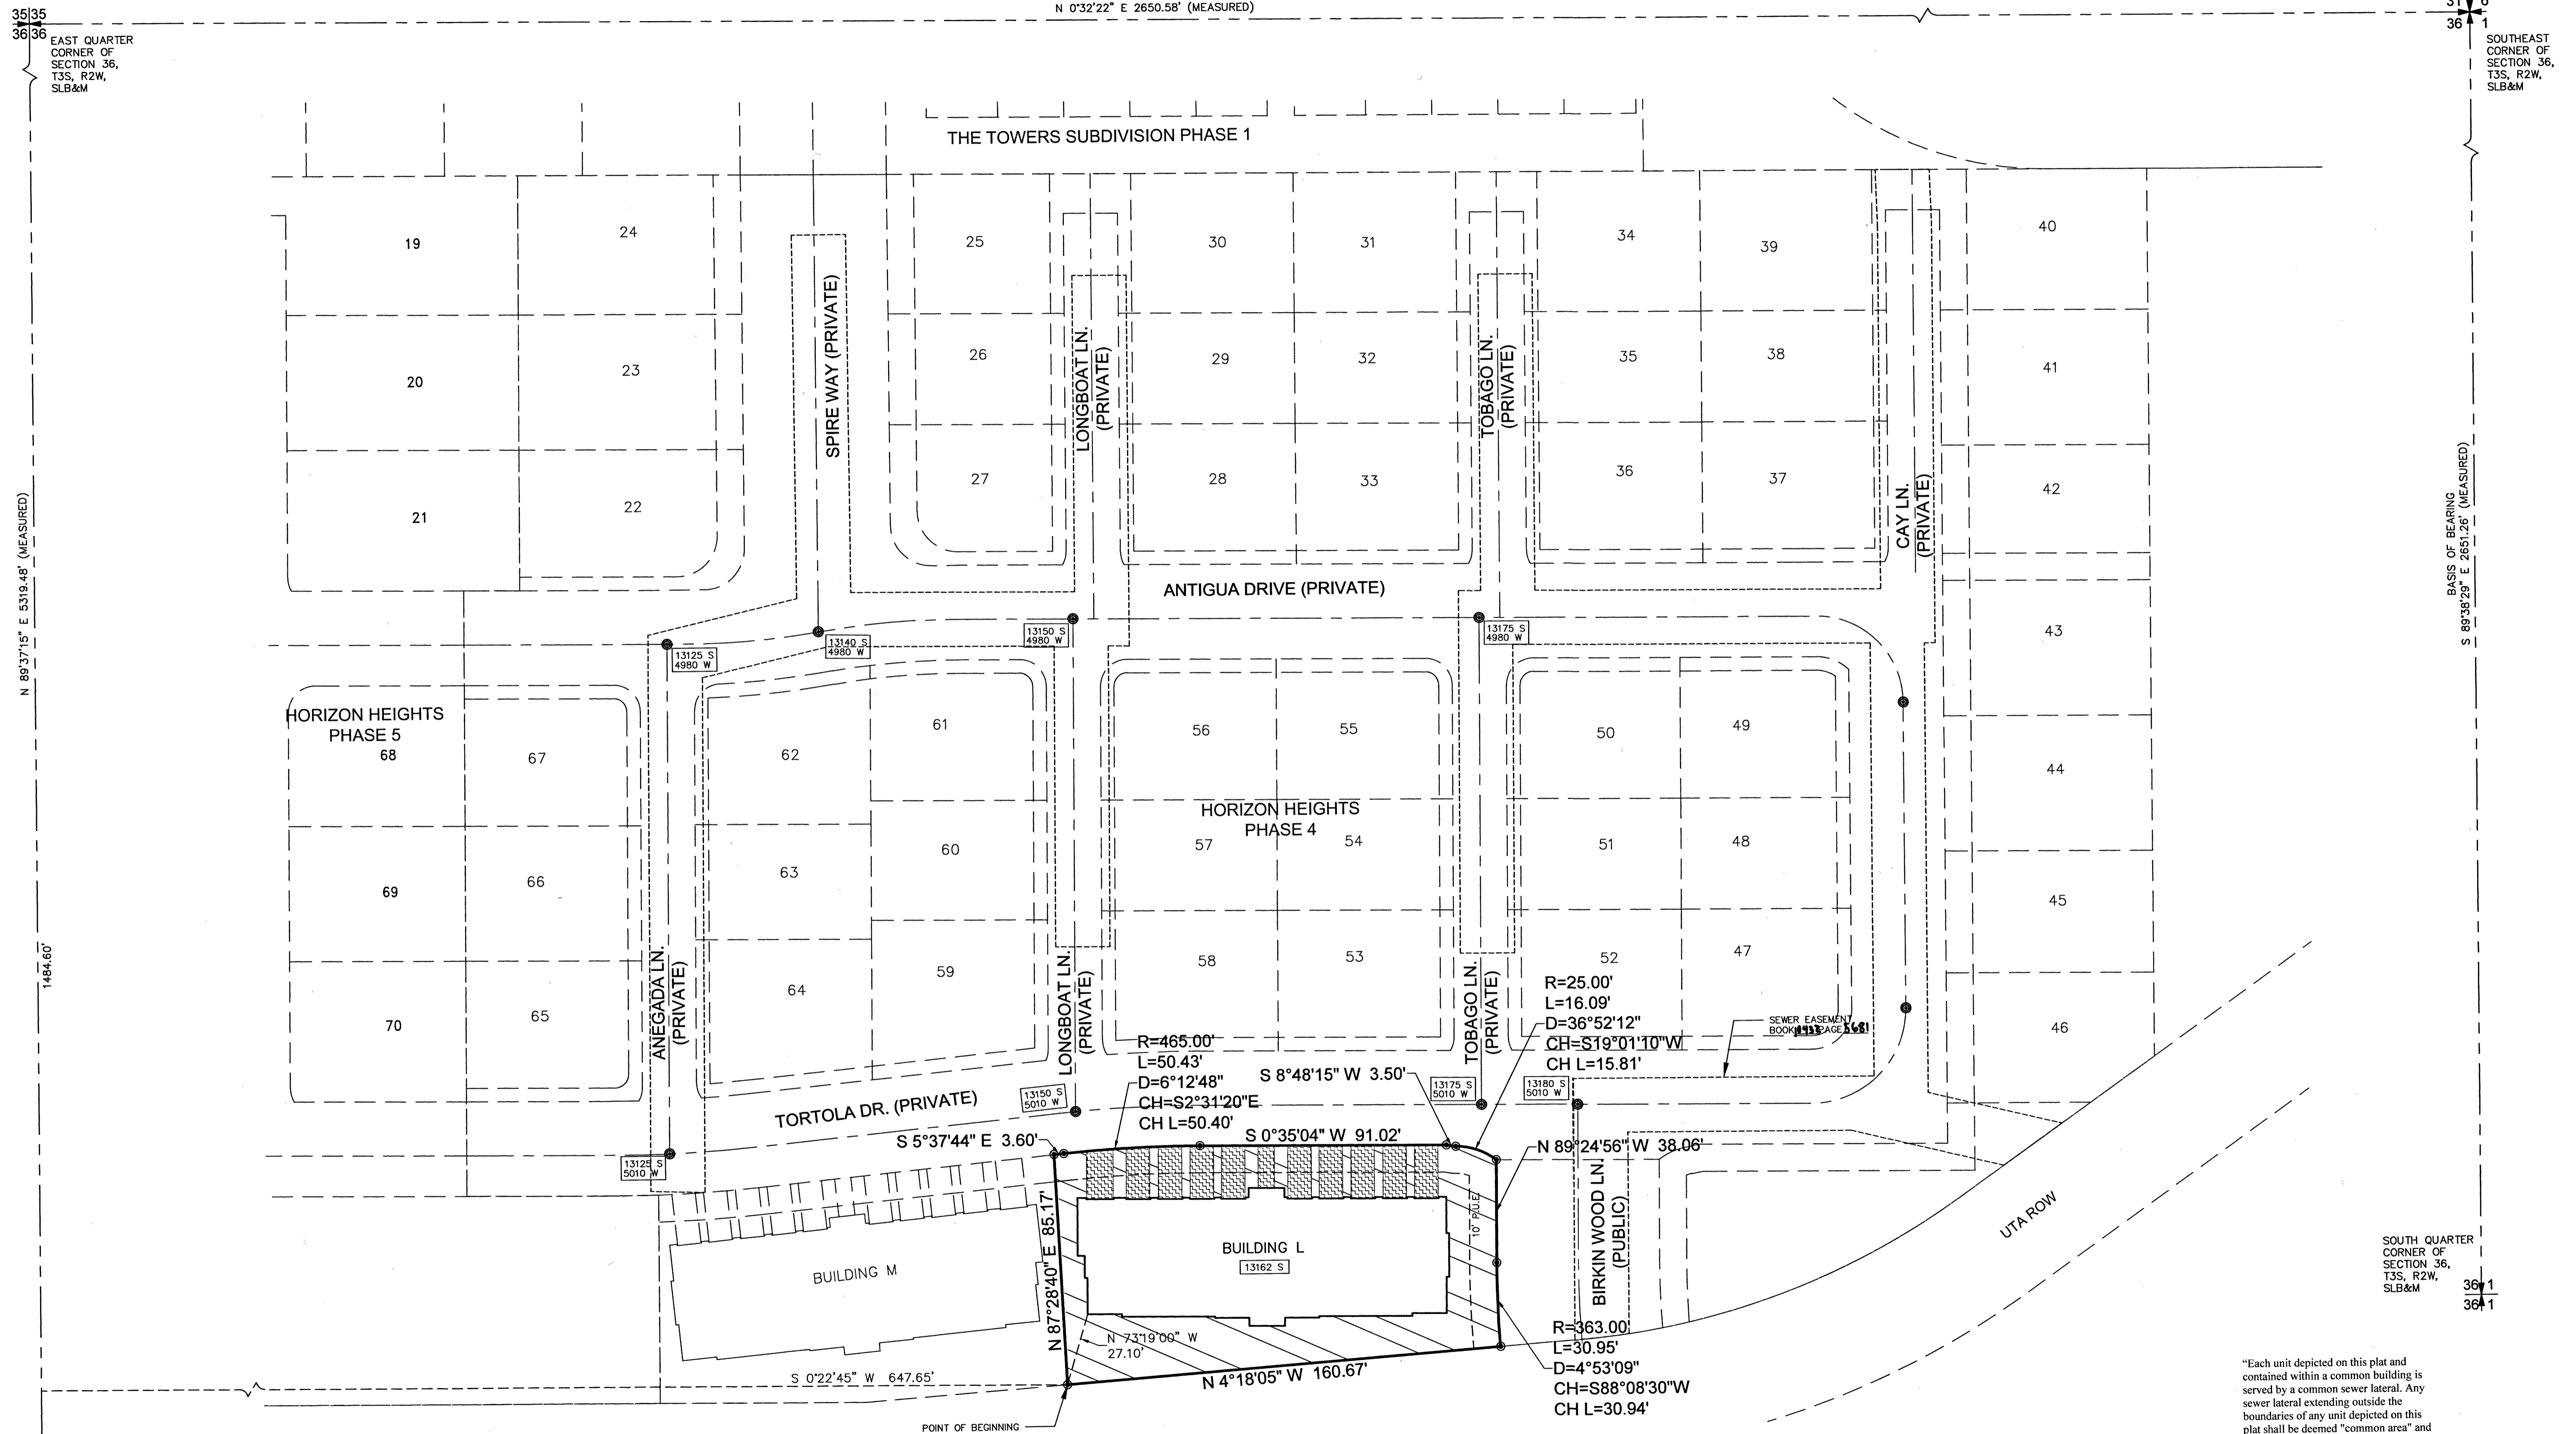 N 0°32'22" E 2650.58' (MEASURED)
35 35
36 36
EAST QUARTER
CORNER OF
SECTION 36,
T3S, R2W,
SLB&M
31 6
36 1
SOUTHEAST
CORNER OF
SECTION 36,
T3S, R2W,
SLB&M
THE TOWERS SUBDIVISION PHASE 1
19
24
25
30
31
34
39
40
20
23
26
29
32
35
38
41
21
22
27
28
33
36
37
42
SPIRE WAY (PRIVATE)
LONGBOAT LN.
(PRIVATE)
TOBAGO LN.
(PRIVATE)
CAY LN.
(PRIVATE)
N 89°37'15" E 5319.48' (MEASURED)
BASIS OF BEARING
S 89°38'29" E 2651.26' (MEASURED)
ANTIGUA DRIVE (PRIVATE)
13125 S
4980 W
13140 S
4980 W
13150 S
4980 W
13175 S
4980 W
43
HORIZON HEIGHTS
PHASE 5
68
67
62
61
56
55
50
49
44
HORIZON HEIGHTS
PHASE 4
69
66
63
60
57
54
51
48
45
70
65
64
59
58
53
52
47
46
1484.60'
ANEGADA LN.
(PRIVATE)
LONGBOAT LN.
(PRIVATE)
TOBAGO LN.
(PRIVATE)
R=465.00'
L=50.43'
D=6°12'48"
CH=S2°31'20"E
CH L=50.40'
R=25.00'
L=16.09'
D=36°52'12"
CH=S19°01'10"W
CH L=15.81'
SEWER EASEMENT
BOOK PAGE 5681
S 8°48'15" W 3.50'
13150 S
5010 W
13175 S
5010 W
13180 S
5010 W
TORTOLA DR. (PRIVATE)
S 5°37'44" E 3.60'
S 0°35'04" W 91.02'
N 89°24'56" W 38.06'
13125 S
5010 W
N 87°28'40" E 85.17'
10' P.U.E.
BIRKIN WOOD LN.
(PUBLIC)
UTA ROW
BUILDING M
BUILDING L
13162 S
N 73°19'00" W
27.10'
S 0°22'45" W 647.65'
N 4°18'05" W 160.67'
R=363.00'
L=30.95'
D=4°53'09"
CH=S88°08'30"W
CH L=30.94'
POINT OF BEGINNING
SOUTH QUARTER
CORNER OF
SECTION 36,
T3S, R2W,
SLB&M
36 1
36 1
“Each unit depicted on this plat and
contained within a common building is
served by a common sewer lateral. Any
sewer lateral extending outside the
boundaries of any unit depicted on this
plat shall be deemed "common area" and